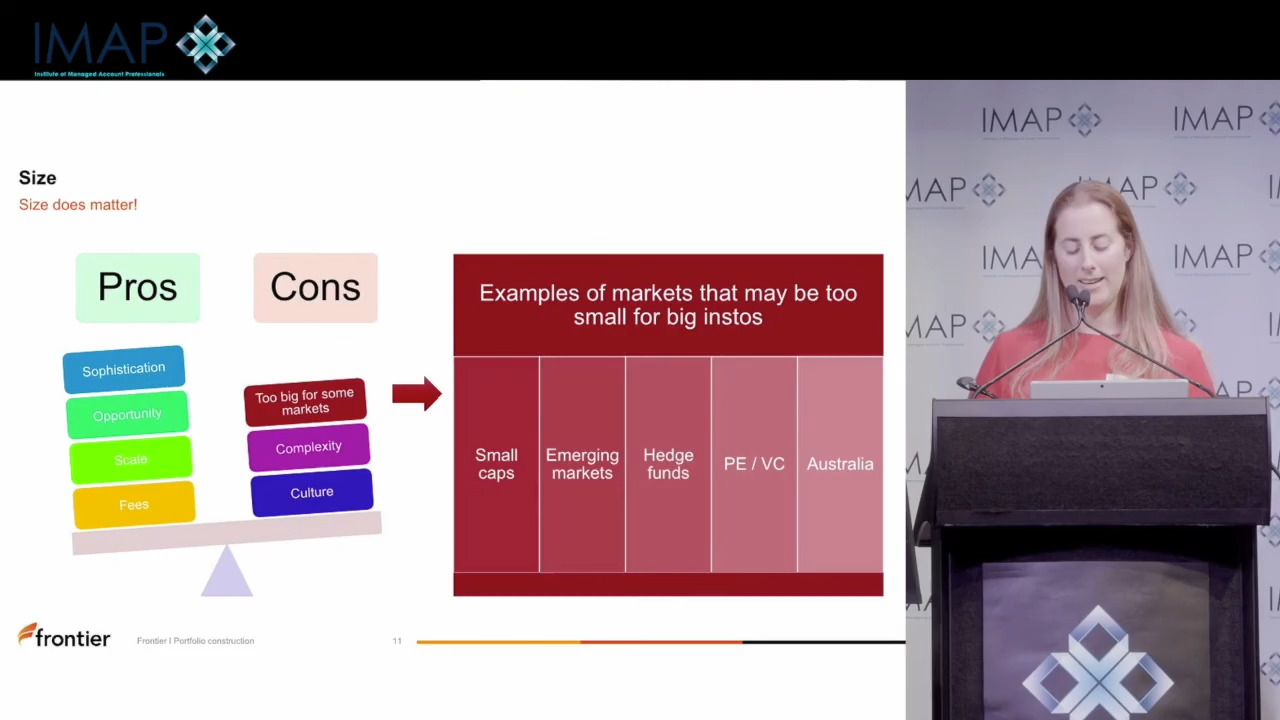 IMAP
Institute of Managed Account Professionals
Size
Size does matter!
Pros
Cons
Sophistication
Opportunity
Scale
Fees
Too big for some
markets
Complexity
Culture
Examples of markets that may be too
small for big instos
Small
caps
Emerging
markets
Hedge
funds
PE / VC
Australia
frontier
Frontier I Portfolio construction
11
IMAP
IMAP
IMAP
IMAP
IMAP
IMAP
IMAP